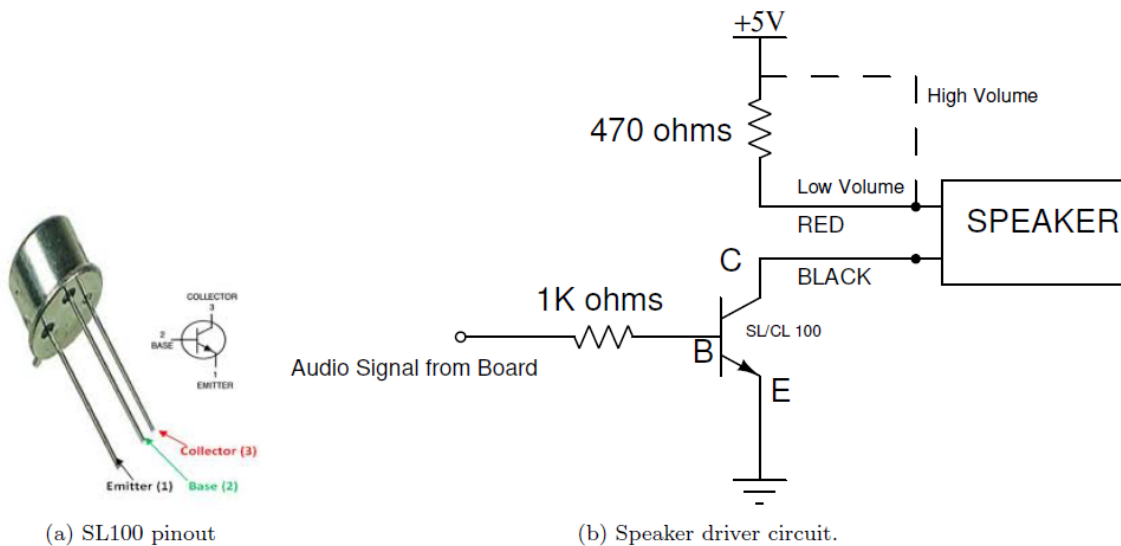 +5V
High Volume
470 ohms
Low Volume
RED
SPEAKER
C
BLACK
1K ohms
SL/CL 100
B
Audio Signal from Board
E
COLLECTOR
3
2
BASE
1
EMITTER
Collector (3)
Emitter (1)
Base (2)
(a) SL100 pinout
(b) Speaker driver circuit.